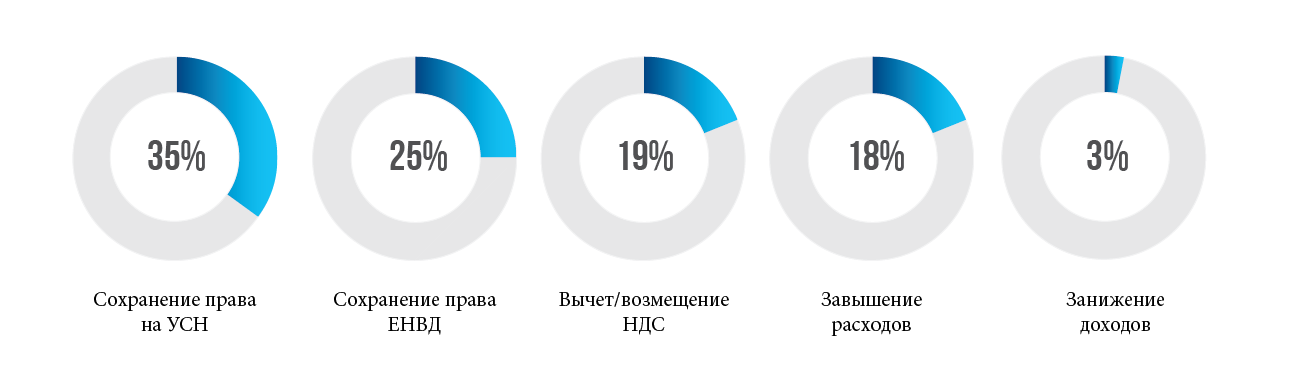 35%
25%
19%
18%
3%
Сохранение права
на УСН
Сохранение права
ЕНВД
Вычет/возмещение
НДС
Завышение
расходов
Занижение
доходов